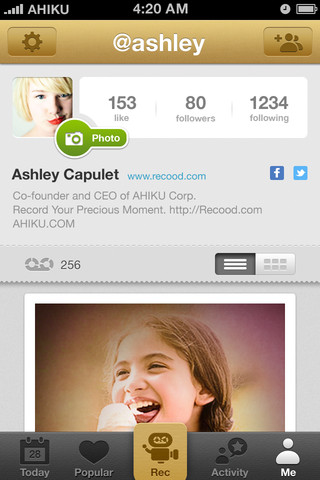 AHIKU 4:20 AM
@ashley
153 80 1234
like followers following
Photo
Ashley Capulet www.recood.com
Co-founder and CEO of AHIKU Corp.
Record Your Precious Moment. http://Recood.com
AHIKU.COM
256
28
Today Popular Rec Activity Me